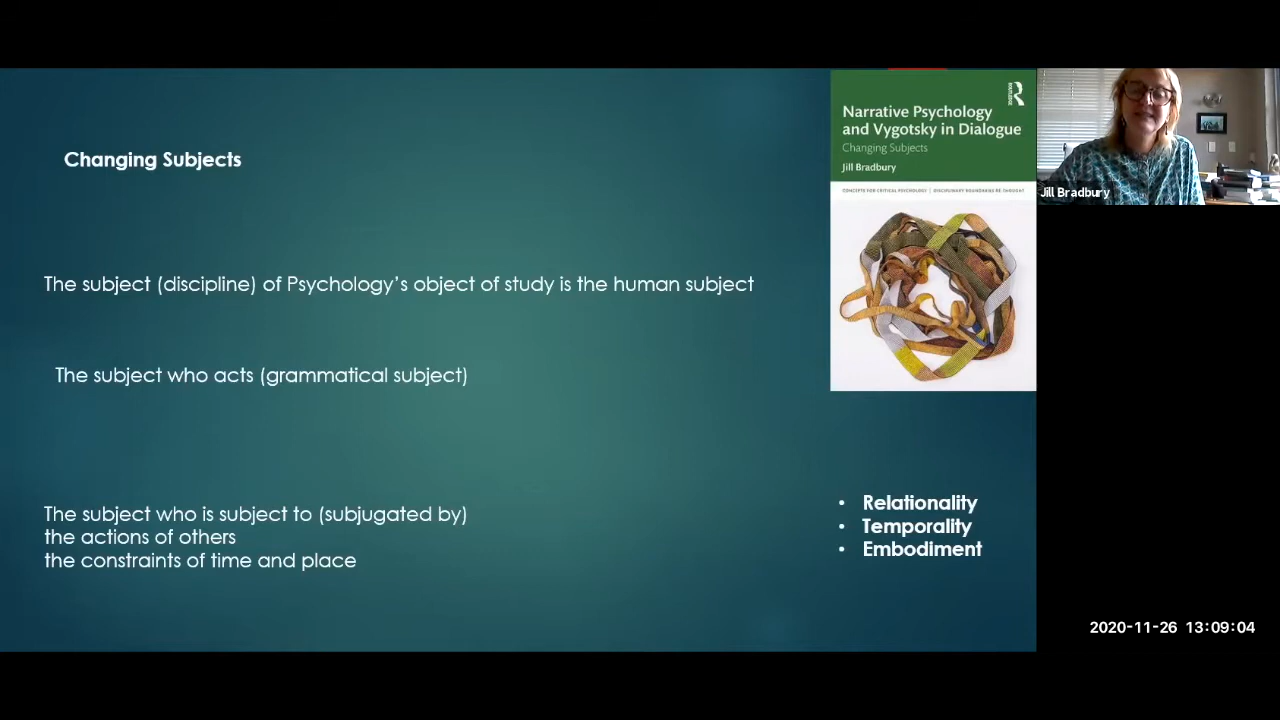 Changing Subjects
The subject (discipline) of Psychology's object of study is the human subject
The subject who acts (grammatical subject)
The subject who is subject to (subjugated by)
the actions of others
the constraints of time and place
Narrative Psychology
and Vygotsky in Dialogue
Changing Subjects
Jill Bradbury
CONCEPTS FOR CRITICAL PSYCHOLOGY | DISCIPLINARY BOUNDARIES RE-THOUGHT
• Relationality
• Temporality
• Embodiment
Jill Bradbury
2020-11-26 13:09:04